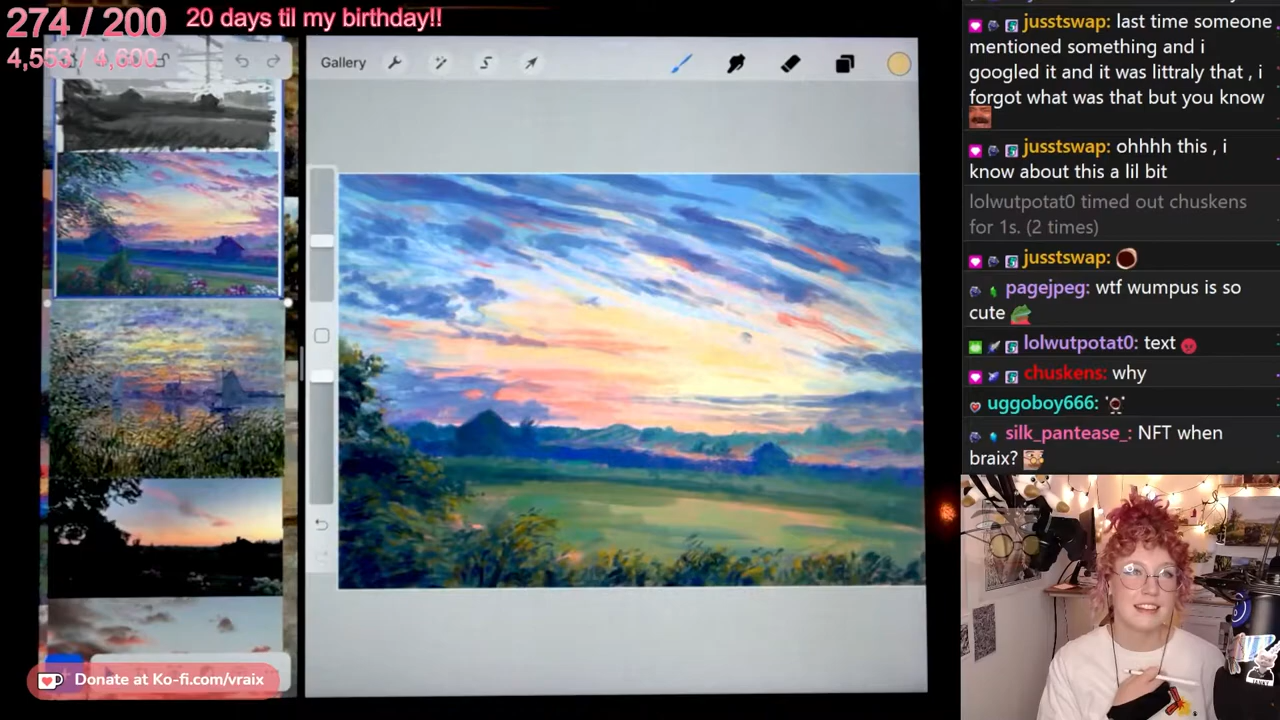 274 / 200
20 days til my birthday!!
4,553 / 4,600
Gallery
Donate at Ko-fi.com/vraix
jusstswap: last time someone
mentioned something and i
googled it and it was littraly that , i
forgot what was that but you know
jusstswap: ohhhh this , i
know about this a lil bit
lolwutpotat0 timed out chuskens
for 1s. (2 times)
jusstswap:
pagejpeg: wtf wumpus is so
cute
lolwutpotat0: text
chuskens: why
uggoboy666:
silk_pantease_: NFT when
braix?